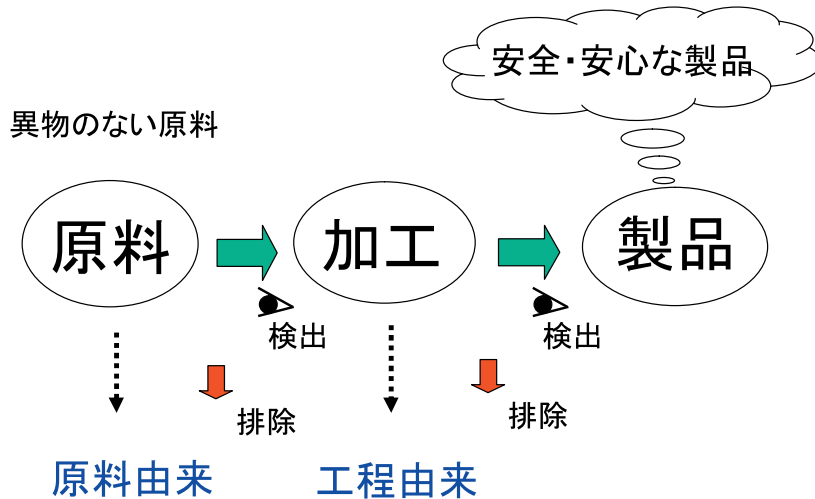 安全・安心な製品
異物のない原料
原料
加工
製品
検出
検出
排除
排除
原料由来
工程由来